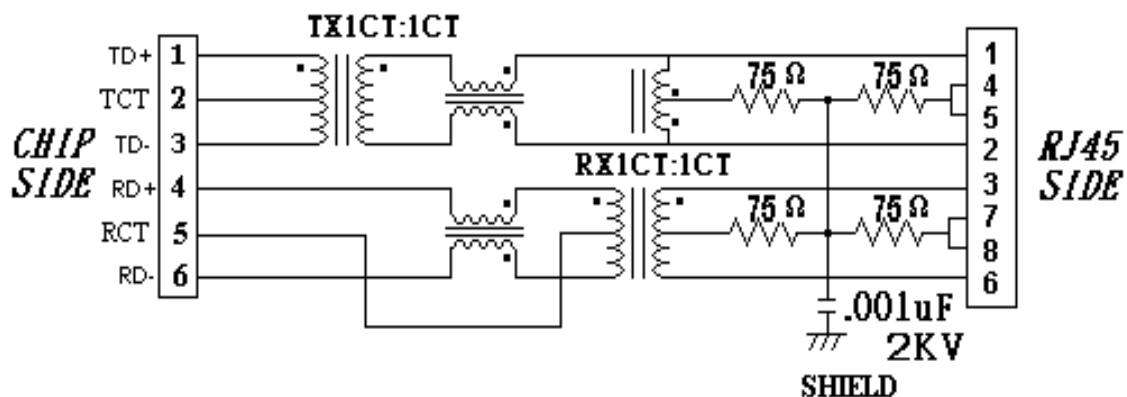 TX1CT:1CT
TD+ 1
TCT 2
TD- 3
RD+ 4
RCT 5
RD- 6
CHIP
SIDE
75 Ω 75 Ω
RX1CT:1CT
75 Ω 75 Ω
1
4
5
2
3
7
8
6
RJ45
SIDE
.001uF
2KV
SHIELD